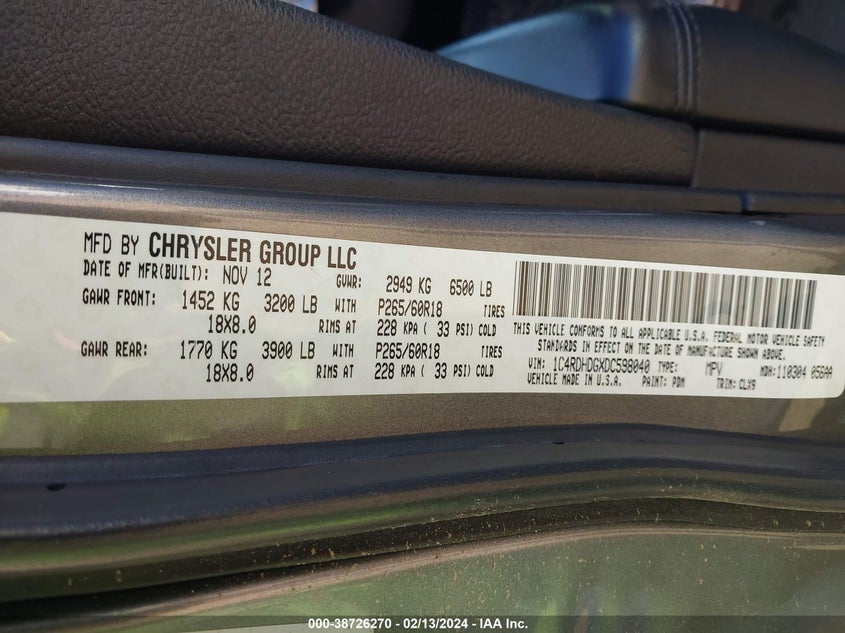 MFD BY CHRYSLER GROUP LLC
DATE OF MFR(BUILT): NOV 12 GVWR: 2949 KG 6500 LB
GAWR FRONT: 1452 KG 3200 LB WITH P265/60R18 TIRES
18X8.0 RIMS AT 228 KPA ( 33 PSI) COLD
GAWR REAR: 1770 KG 3900 LB WITH P265/60R18 TIRES
18X8.0 RIMS AT 228 KPA ( 33 PSI) COLD
THIS VEHICLE CONFORMS TO ALL APPLICABLE U.S.A. FEDERAL MOTOR VEHICLE SAFETY
STANDARDS IN EFFECT ON THE DATE OF MANUFACTURE SHOWN ABOVE.
VIN: 1C4RDHDGXDC598040 TYPE: MPV MDH: 110304 056AA
VEHICLE MADE IN U.S.A. PAINT: PDM TRIM: CLX9
000-38726270 - 02/13/2024 - IAA Inc.